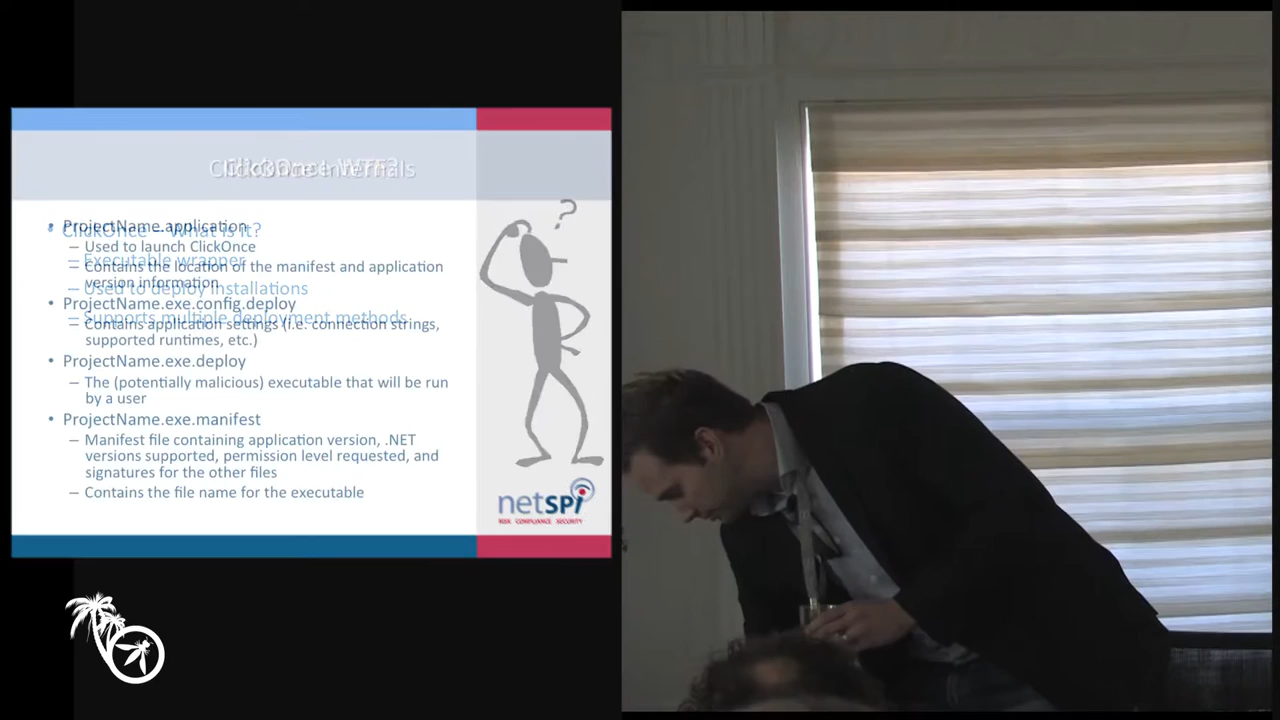 ClickOnce WTF?
ClickOnce Internals
• ProjectName.application
– Used to launch ClickOnce
– Contains the location of the manifest and application
version information
• ProjectName.exe.config.deploy
– Contains application settings (i.e. connection strings,
supported runtimes, etc.)
• ProjectName.exe.deploy
– The (potentially malicious) executable that will be run
by a user
• ProjectName.exe.manifest
– Manifest file containing application version, .NET
versions supported, permission level requested, and
signatures for the other files
– Contains the file name for the executable
• ClickOnce – What is it?
– Executable wrapper
– Used to deploy installations
– Supports multiple deployment methods
?
netSPI
RISK COMPLIANCE SECURITY